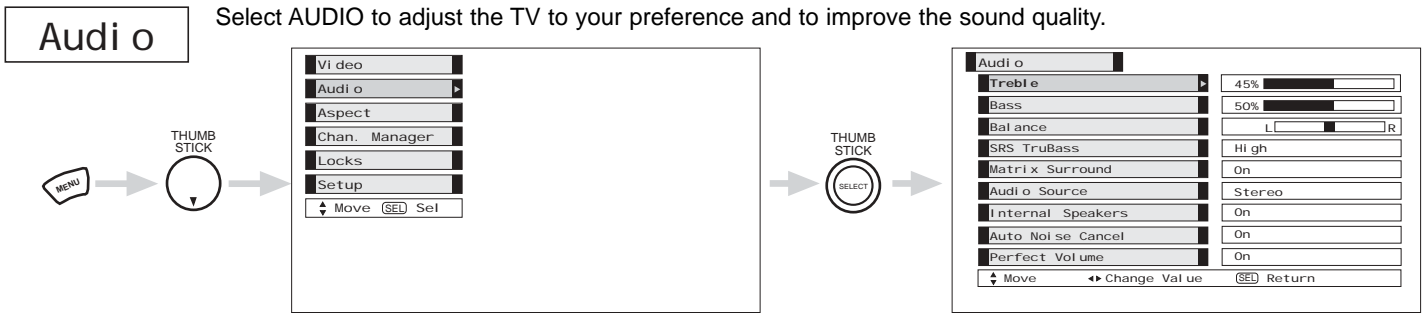 Audio
Select AUDIO to adjust the TV to your preference and to improve the sound quality.
MENU
THUMB
STICK
Video
Audio
Aspect
Chan. Manager
Locks
Setup
Move SEL Sel
THUMB
STICK
SELECT
Audio
Treble 45%
Bass 50%
Balance L R
SRS TruBass High
Matrix Surround On
Audio Source Stereo
Internal Speakers On
Auto Noise Cancel On
Perfect Volume On
Move Change Value SEL Return